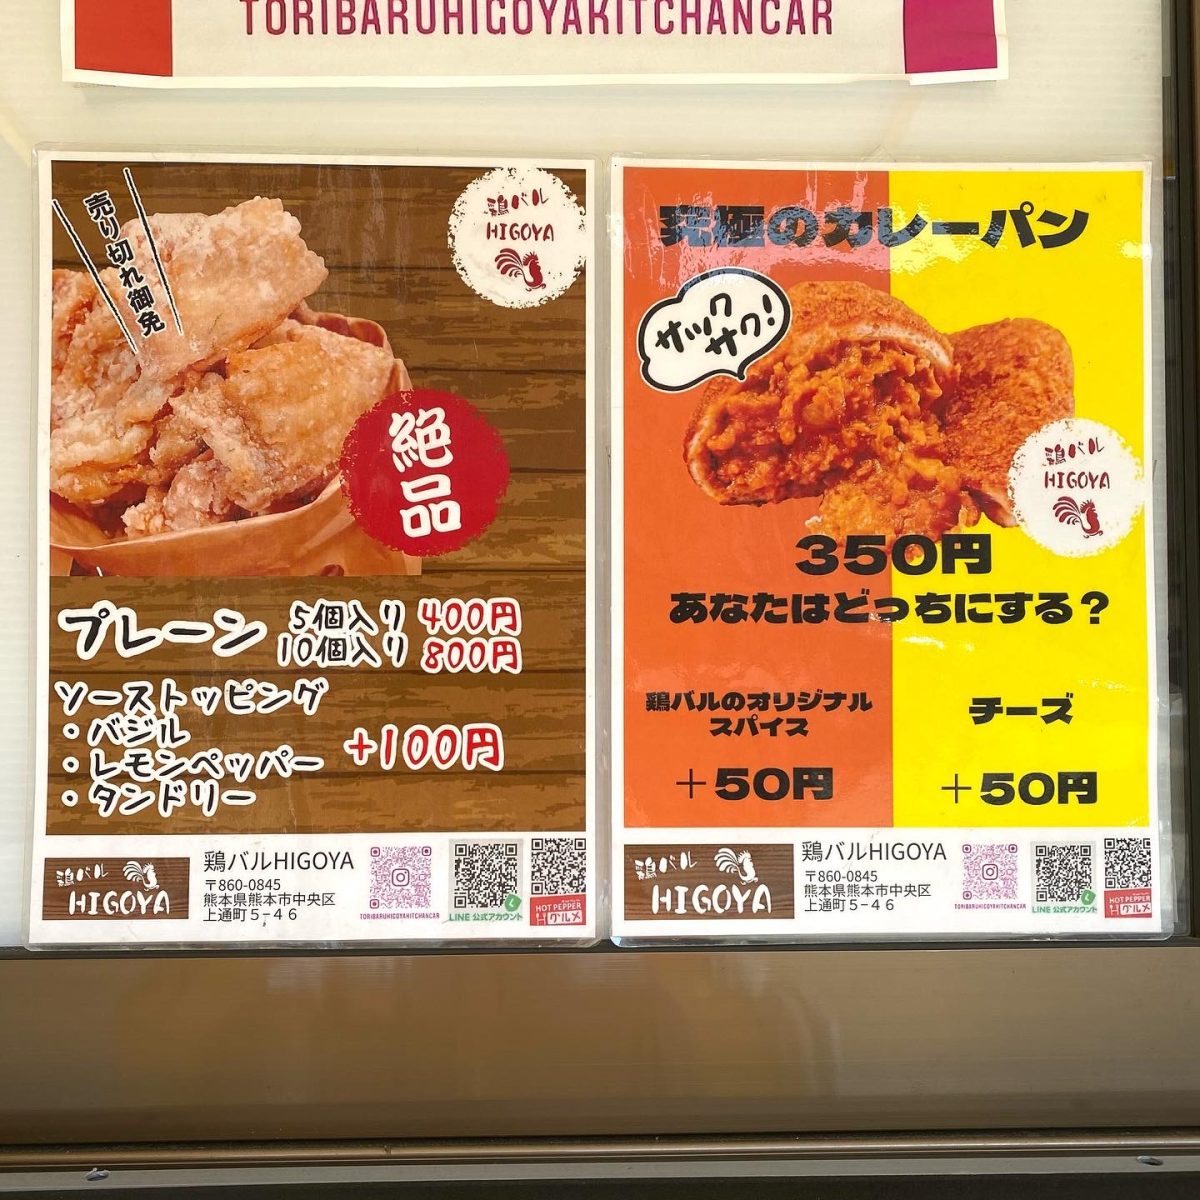 TORIBARUHIGOYAKITCHANCAR
売り切れ御免
鶏バル
HIGOYA
絶品
プレーン 5個入り 400円
10個入り 800円
ソーストッピング
・バジル
・レモンペッパー
・タンドリー
+100円
鶏バル
HIGOYA
鶏バルHIGOYA
〒860-0845
熊本県熊本市中央区
上通町5-46
TORIBARUHIGOYAKITCHANCAR
LINE 公式アカウント
HOT PEPPER
グルメ
究極のカレーパン
サックサク!
鶏バル
HIGOYA
350円
あなたはどっちにする?
鶏バルのオリジナル
スパイス
+50円
チーズ
+50円
鶏バル
HIGOYA
鶏バルHIGOYA
〒860-0845
熊本県熊本市中央区
上通町5-46
TORIBARUHIGOYAKITCHANCAR
LINE 公式アカウント
HOT PEPPER
グルメ